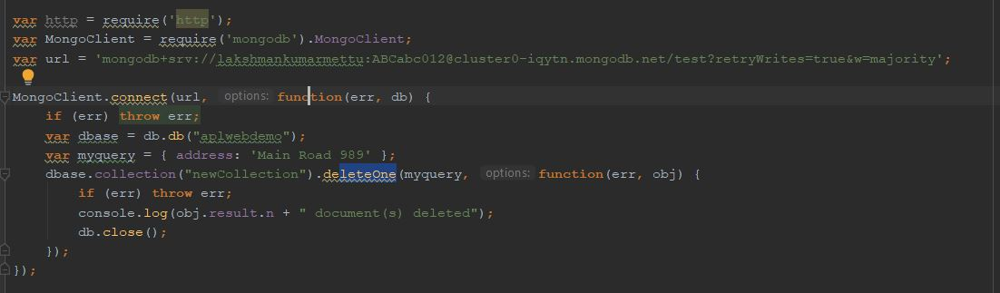 var http = require('http');
var MongoClient = require('mongodb').MongoClient;
var url = 'mongodb+srv://lakshmankumarmettu:ABCabc012@cluster0-iqytn.mongodb.net/test?retryWrites=true&w=majority';
MongoClient.connect(url, options: function(err, db) {
if (err) throw err;
var dbase = db.db("aplwebdemo");
var myquery = { address: 'Main Road 989' };
dbase.collection("newCollection").deleteOne(myquery, options: function(err, obj) {
if (err) throw err;
console.log(obj.result.n + " document(s) deleted");
db.close();
});
});